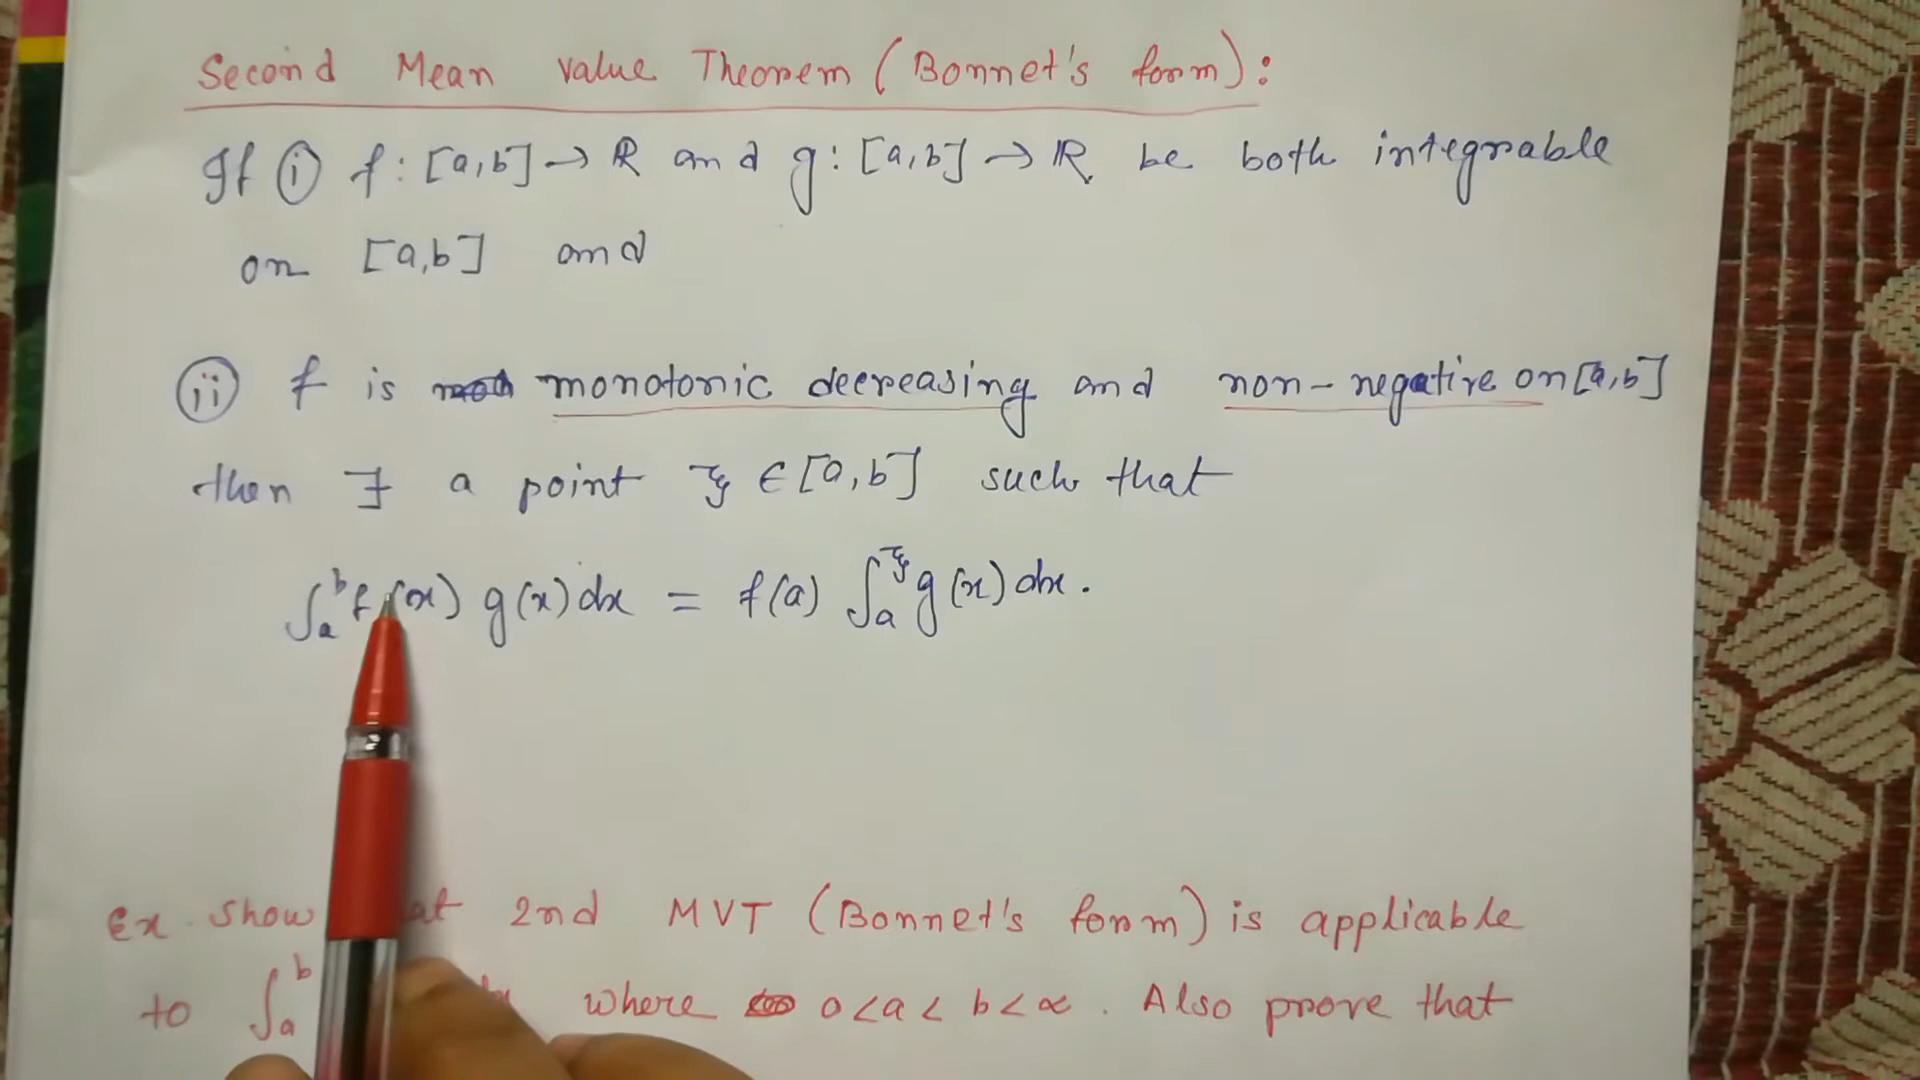 Second Mean value Theorem (Bonnet's form):
If (i) f: [a,b] → ℝ and g: [a,b] → ℝ be both integrable
on [a,b] and
(ii) f is monotonic decreasing and non-negative on [a,b]
then ∃ a point ξ ∈ [a,b] such that
∫_a^b f(x) g(x) dx = f(a) ∫_a^ξ g(x) dx.
Ex. Show 2nd MVT (Bonnet's form) is applicable
to ∫_a^b where 0<a<b<∞. Also prove that